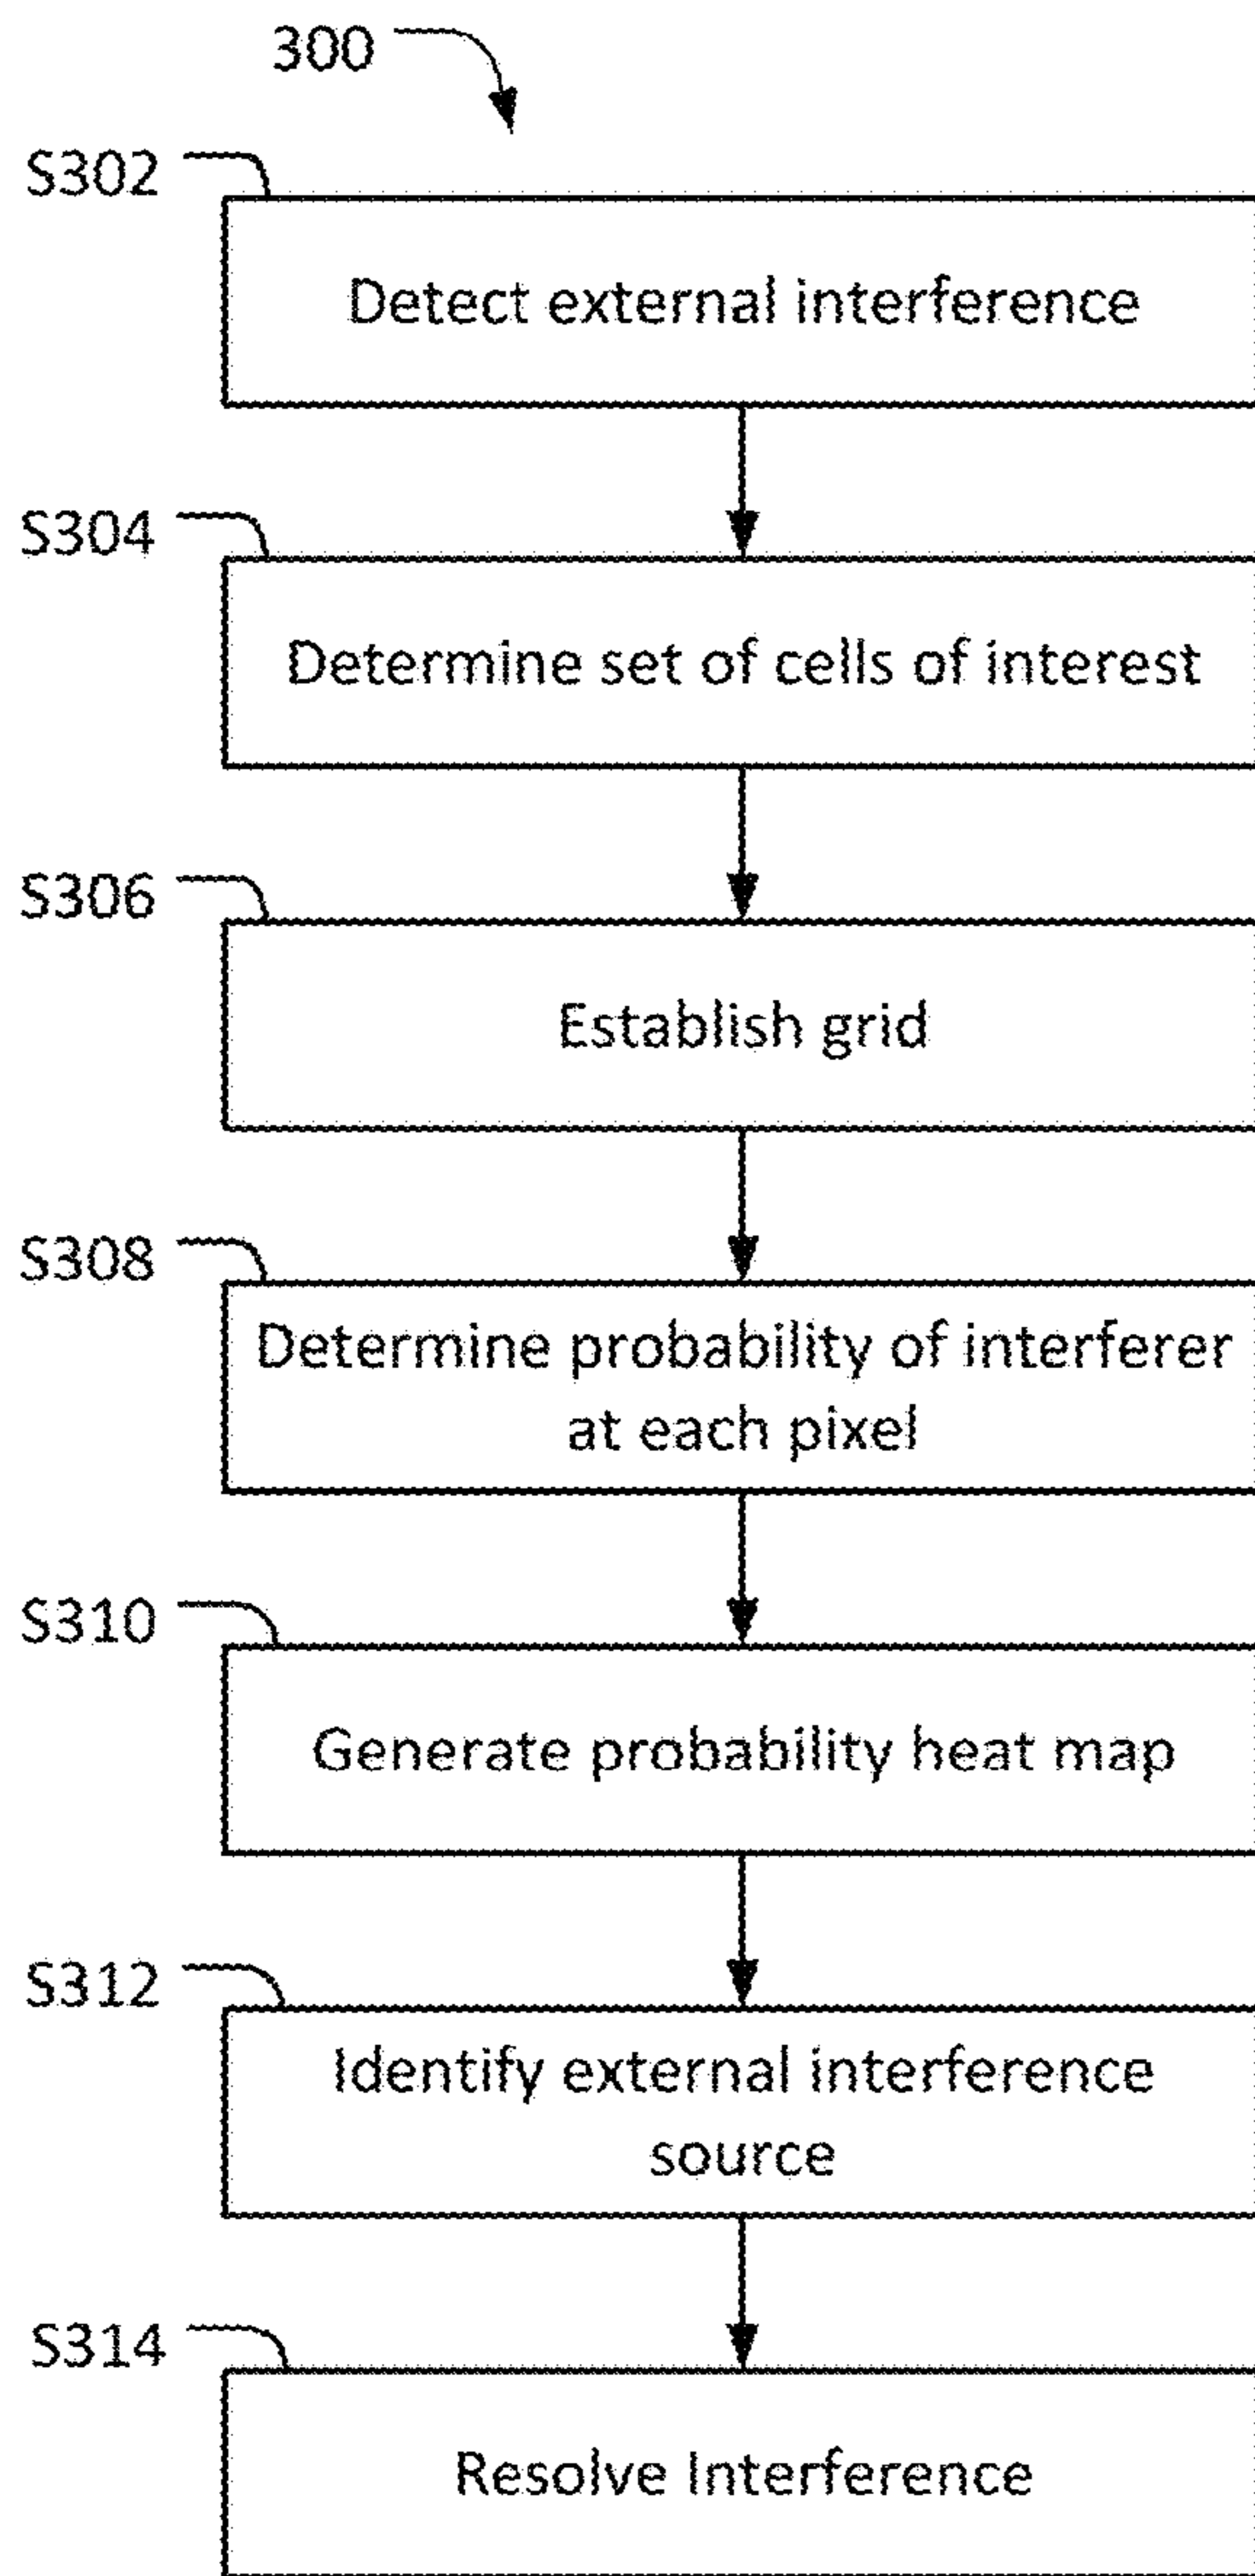 300
S302
Detect external interference
S304
Determine set of cells of interest
S306
Establish grid
S308
Determine probability of interferer
at each pixel
S310
Generate probability heat map
S312
Identify external interference
source
S314
Resolve Interference